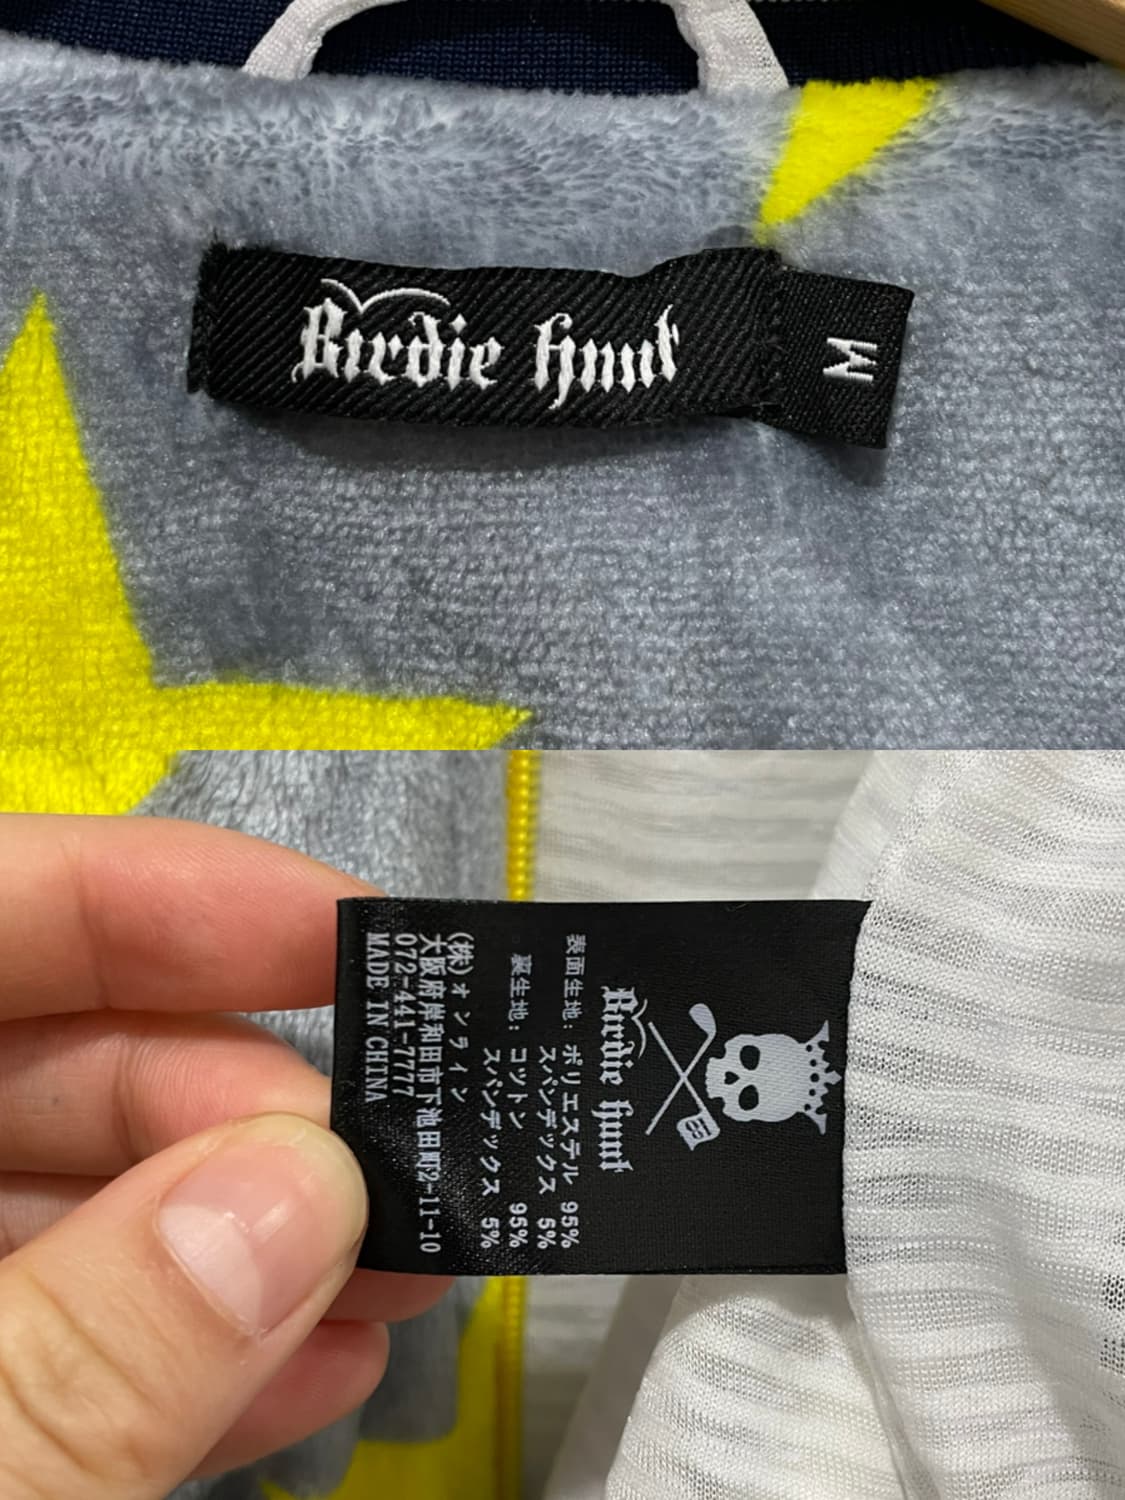 Birdie hunt
M
Birdie hunt
表面生地: ポリエステル 95%
スパンデックス 5%
裏生地: コットン 95%
スパンデックス 5%
(株)オンライン
大阪府岸和田市下池田町2-11-10
072-441-7777
MADE IN CHINA